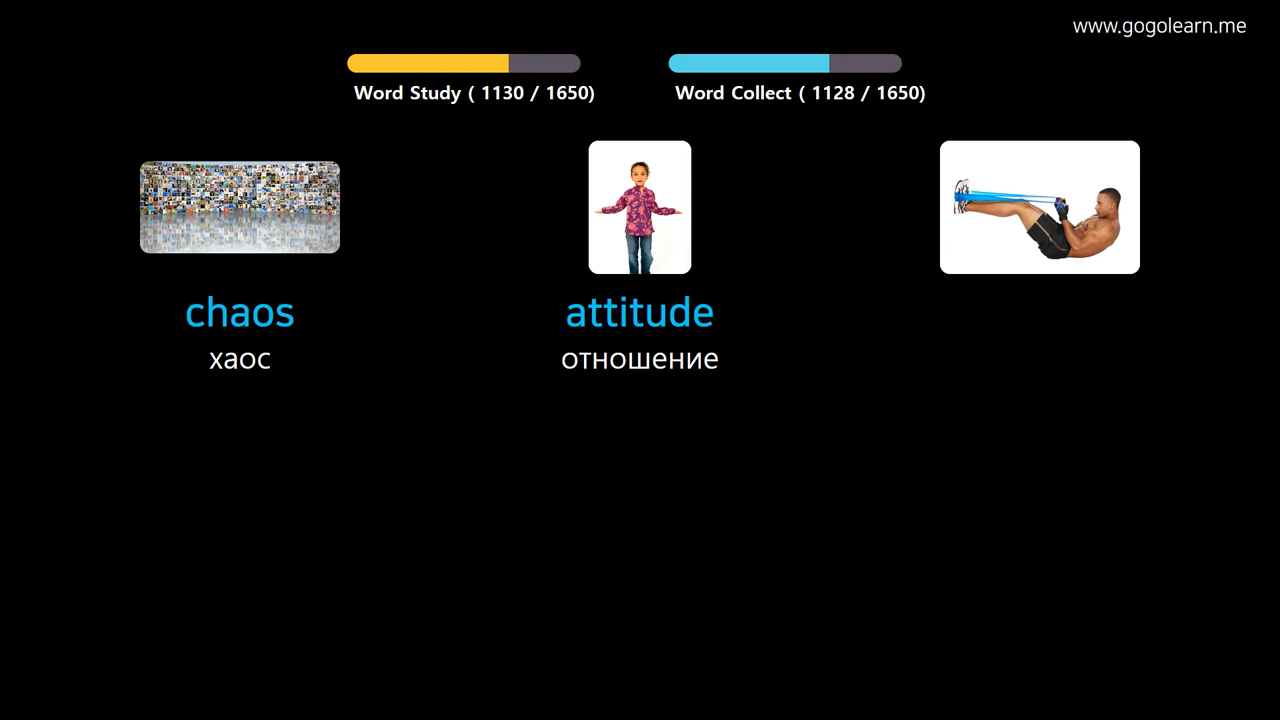 www.gogolearn.me
Word Study ( 1130 / 1650)
Word Collect ( 1128 / 1650)
chaos
хаос
attitude
отношение